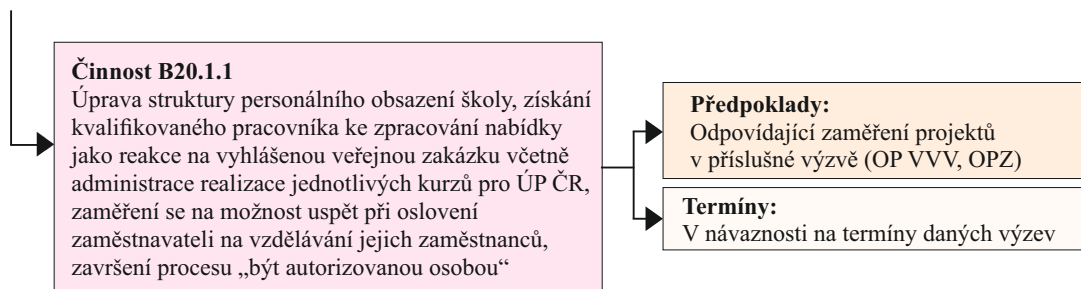 Činnost B20.1.1
Úprava struktury personálního obsazení školy, získání
kvalifikovaného pracovníka ke zpracování nabídky
jako reakce na vyhlášenou veřejnou zakázku včetně
administrace realizace jednotlivých kurzů pro ÚP ČR,
zaměření se na možnost uspět při oslovení
zaměstnavateli na vzdělávání jejich zaměstnanců,
završení procesu „být autorizovanou osobou“
Předpoklady:
Odpovídající zaměření projektů
v příslušné výzvě (OP VVV, OPZ)
Termíny:
V návaznosti na termíny daných výzev